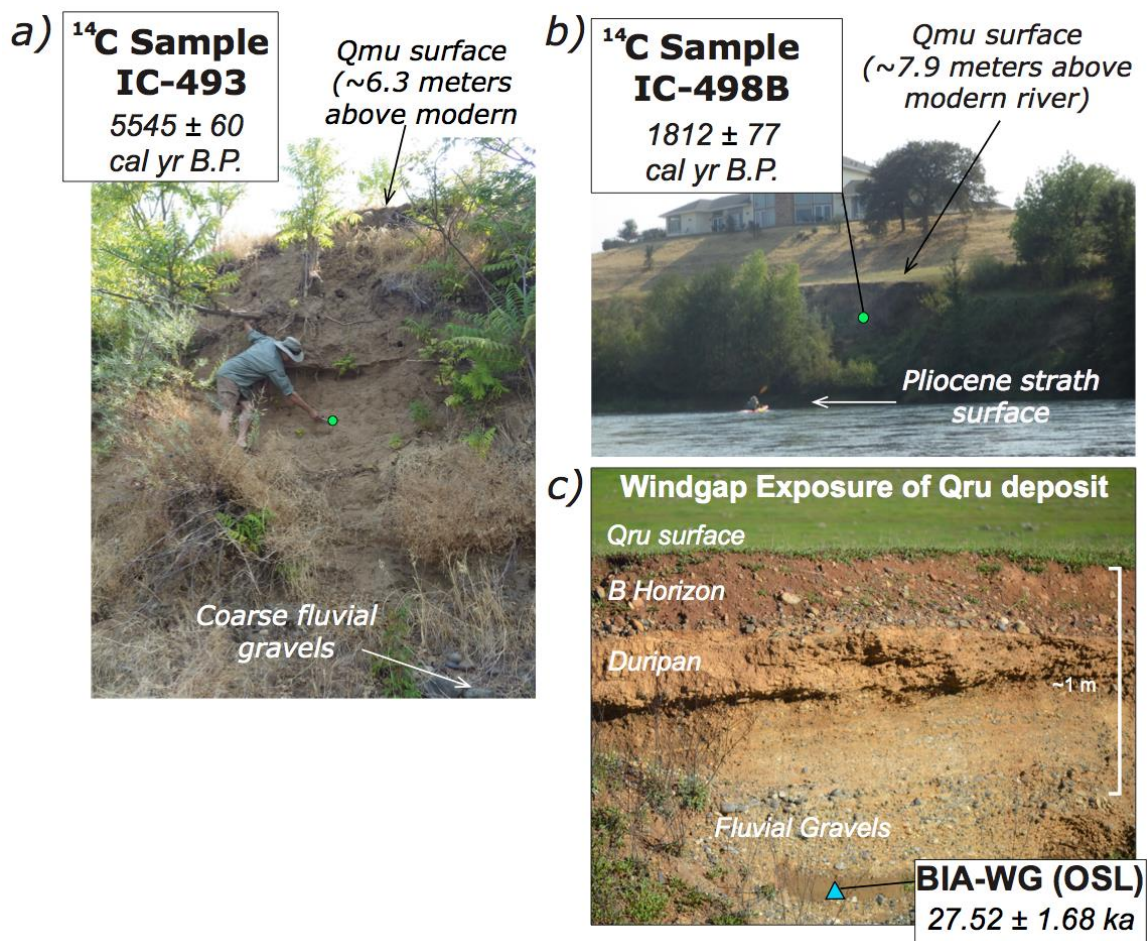 a)
¹⁴C Sample
IC-493
5545 ± 60
cal yr B.P.
Qmu surface
(~6.3 meters
above modern
Coarse fluvial
gravels
b)
¹⁴C Sample
IC-498B
1812 ± 77
cal yr B.P.
Qmu surface
(~7.9 meters above
modern river)
Pliocene strath
surface
c)
Windgap Exposure of Qru deposit
Qru surface
B Horizon
Duripan
~1 m
Fluvial Gravels
BIA-WG (OSL)
27.52 ± 1.68 ka